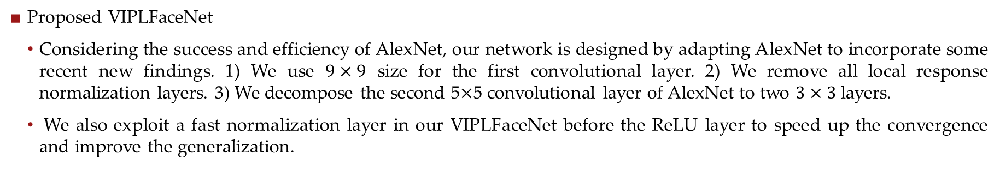 Proposed VIPLFaceNet
• Considering the success and efficiency of AlexNet, our network is designed by adapting AlexNet to incorporate some
recent new findings. 1) We use 9 × 9 size for the first convolutional layer. 2) We remove all local response
normalization layers. 3) We decompose the second 5×5 convolutional layer of AlexNet to two 3 × 3 layers.
• We also exploit a fast normalization layer in our VIPLFaceNet before the ReLU layer to speed up the convergence
and improve the generalization.